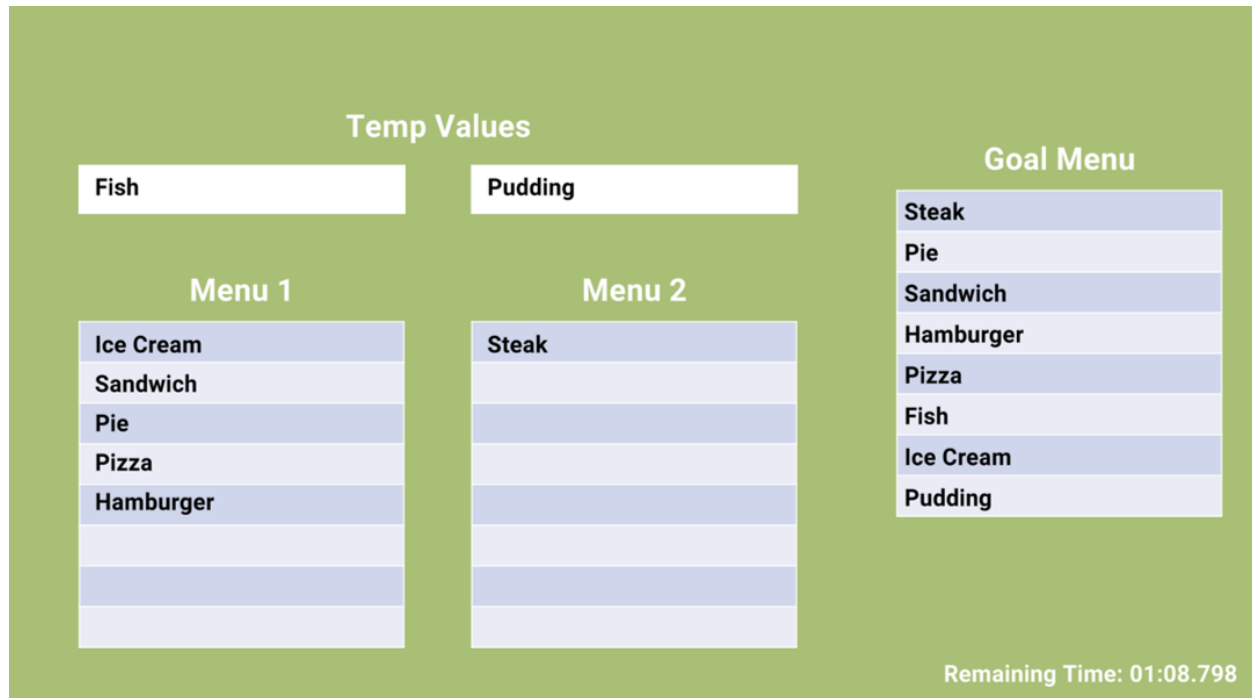 Temp Values
Fish
Pudding
Menu 1
Ice Cream
Sandwich
Pie
Pizza
Hamburger
Menu 2
Steak
Goal Menu
Steak
Pie
Sandwich
Hamburger
Pizza
Fish
Ice Cream
Pudding
Remaining Time: 01:08.798